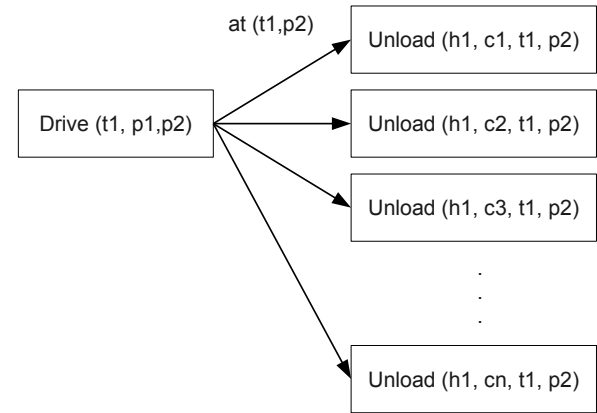 at (t1,p2)
Unload (h1, c1, t1, p2)
Drive (t1, p1,p2)
Unload (h1, c2, t1, p2)
Unload (h1, c3, t1, p2)
.
.
.
Unload (h1, cn, t1, p2)